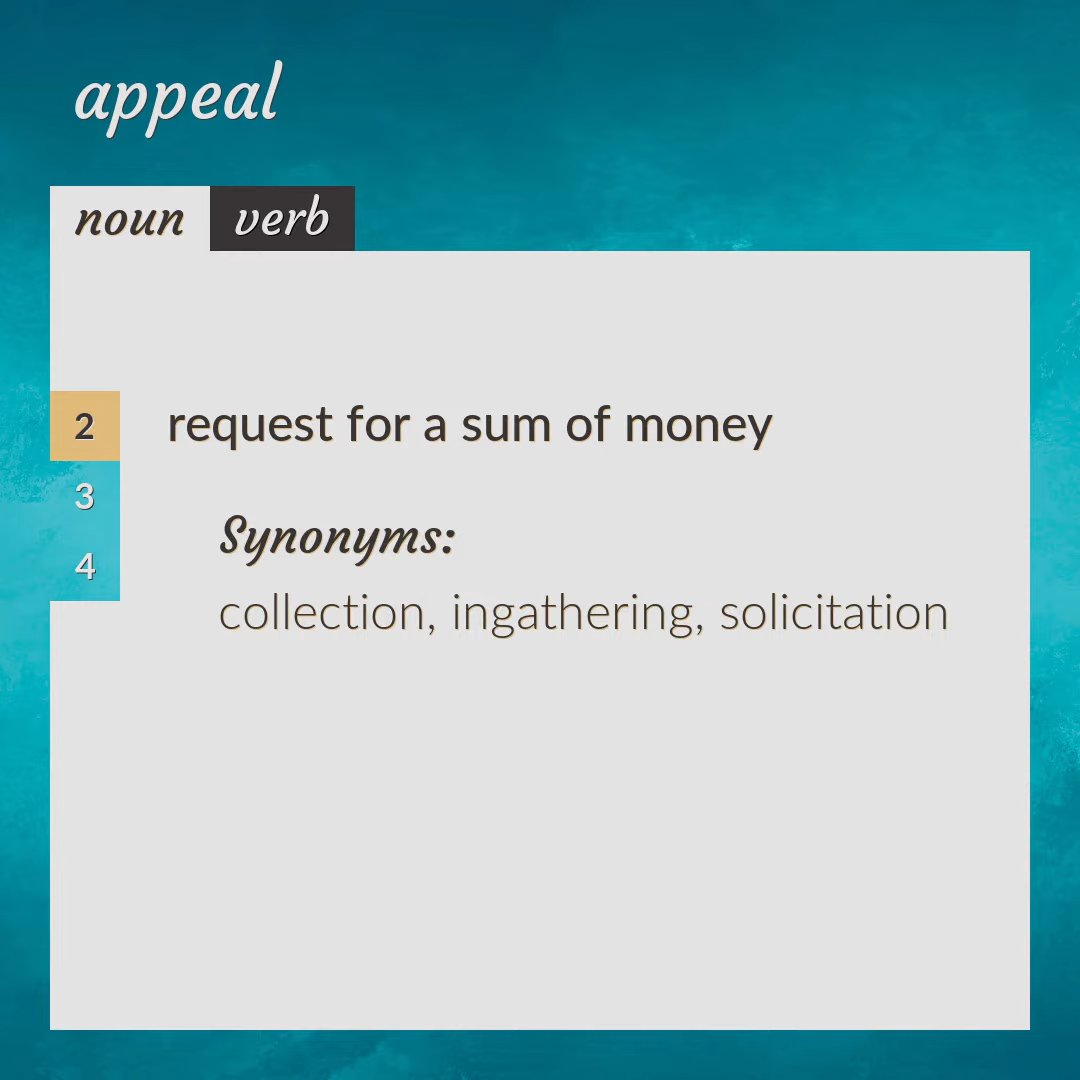 appeal
noun verb
2 request for a sum of money
3
Synonyms:
4
collection, ingathering, solicitation